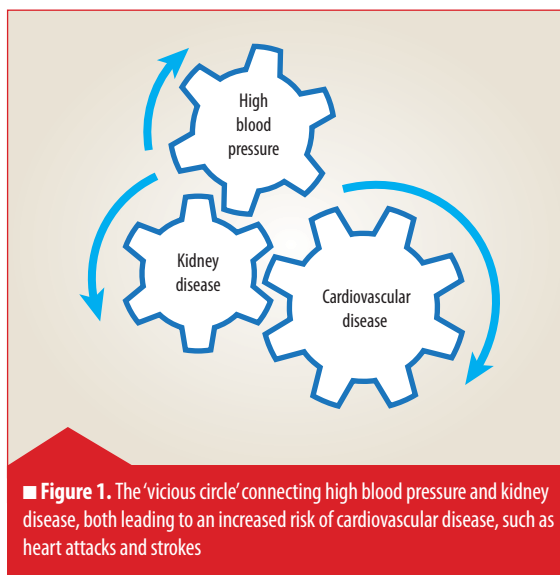 High
blood
pressure
Kidney
disease
Cardiovascular
disease
■ Figure 1. The ‘vicious circle’ connecting high blood pressure and kidney
disease, both leading to an increased risk of cardiovascular disease, such as
heart attacks and strokes